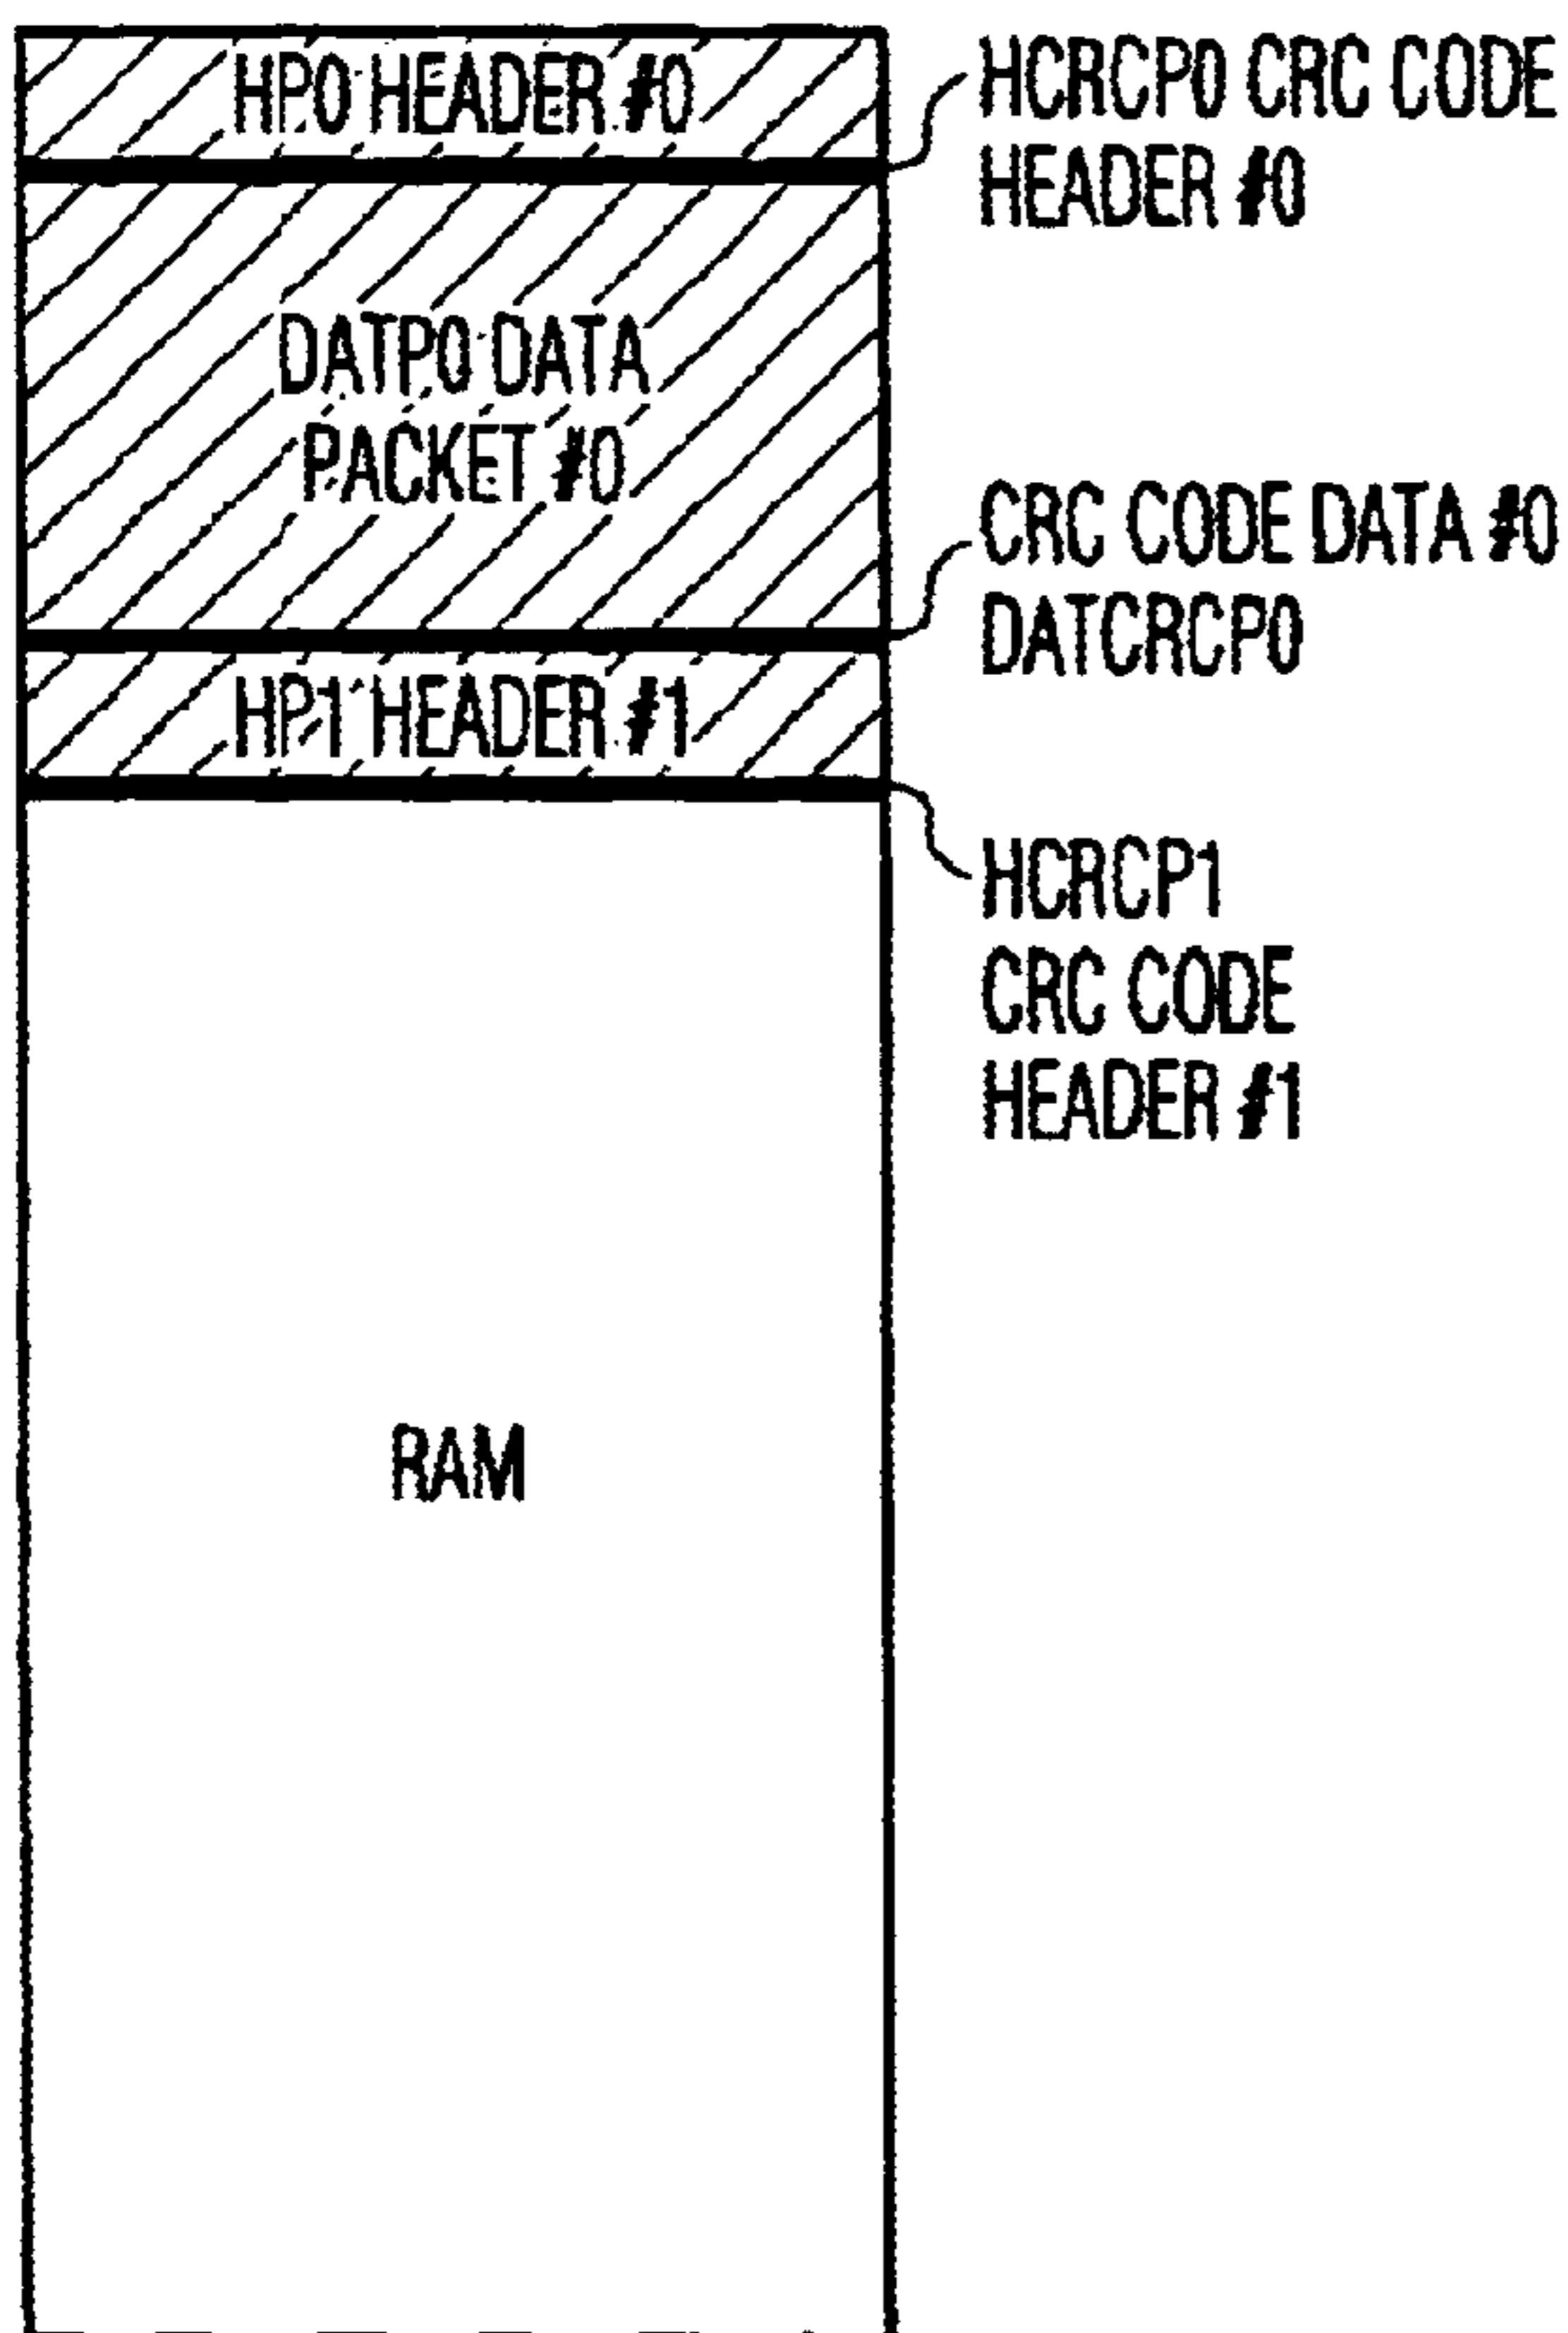 HP0 HEADER #0
HCRCP0 CRC CODE
HEADER #0
DATP0 DATA
PACKET #0
CRC CODE DATA #0
DATCRCP0
HP1 HEADER #1
HCRCP1
CRC CODE
HEADER #1
RAM